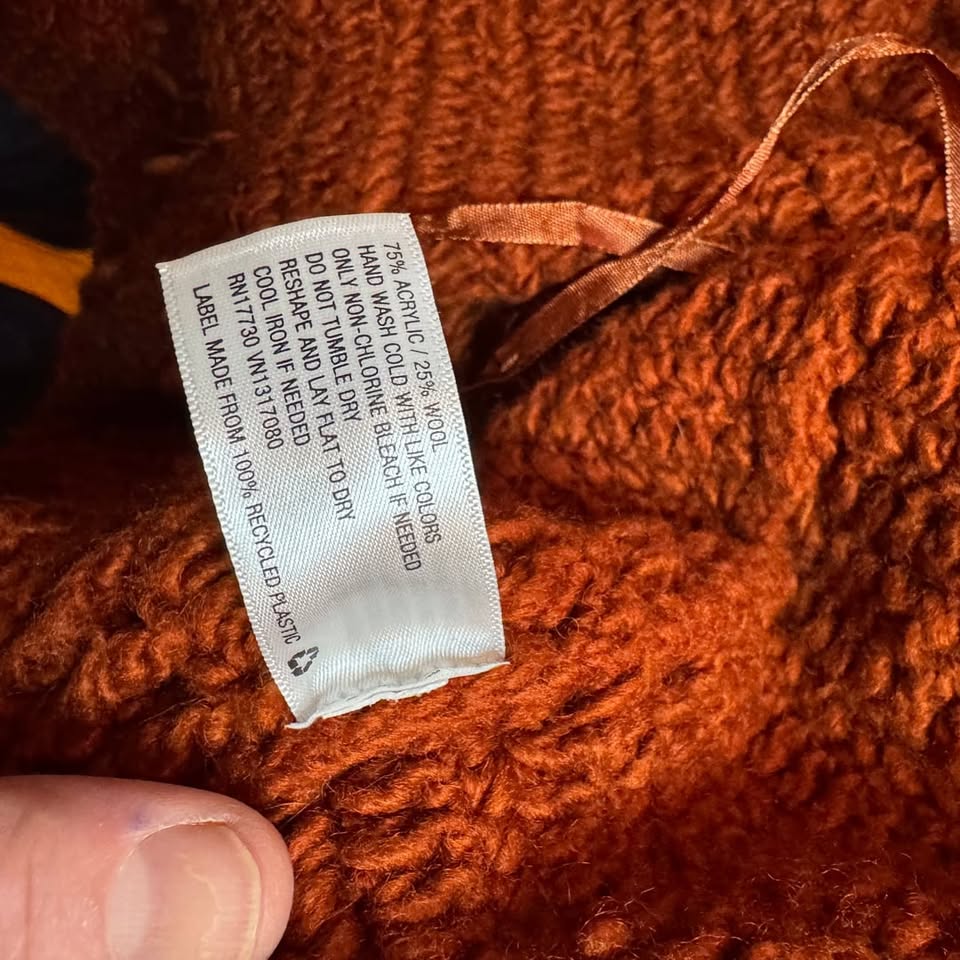 75% ACRYLIC / 25% WOOL
HAND WASH COLD WITH LIKE COLORS
ONLY NON-CHLORINE BLEACH IF NEEDED
DO NOT TUMBLE DRY
RESHAPE AND LAY FLAT TO DRY
COOL IRON IF NEEDED
RN17730 VN1317080
LABEL MADE FROM 100% RECYCLED PLASTIC